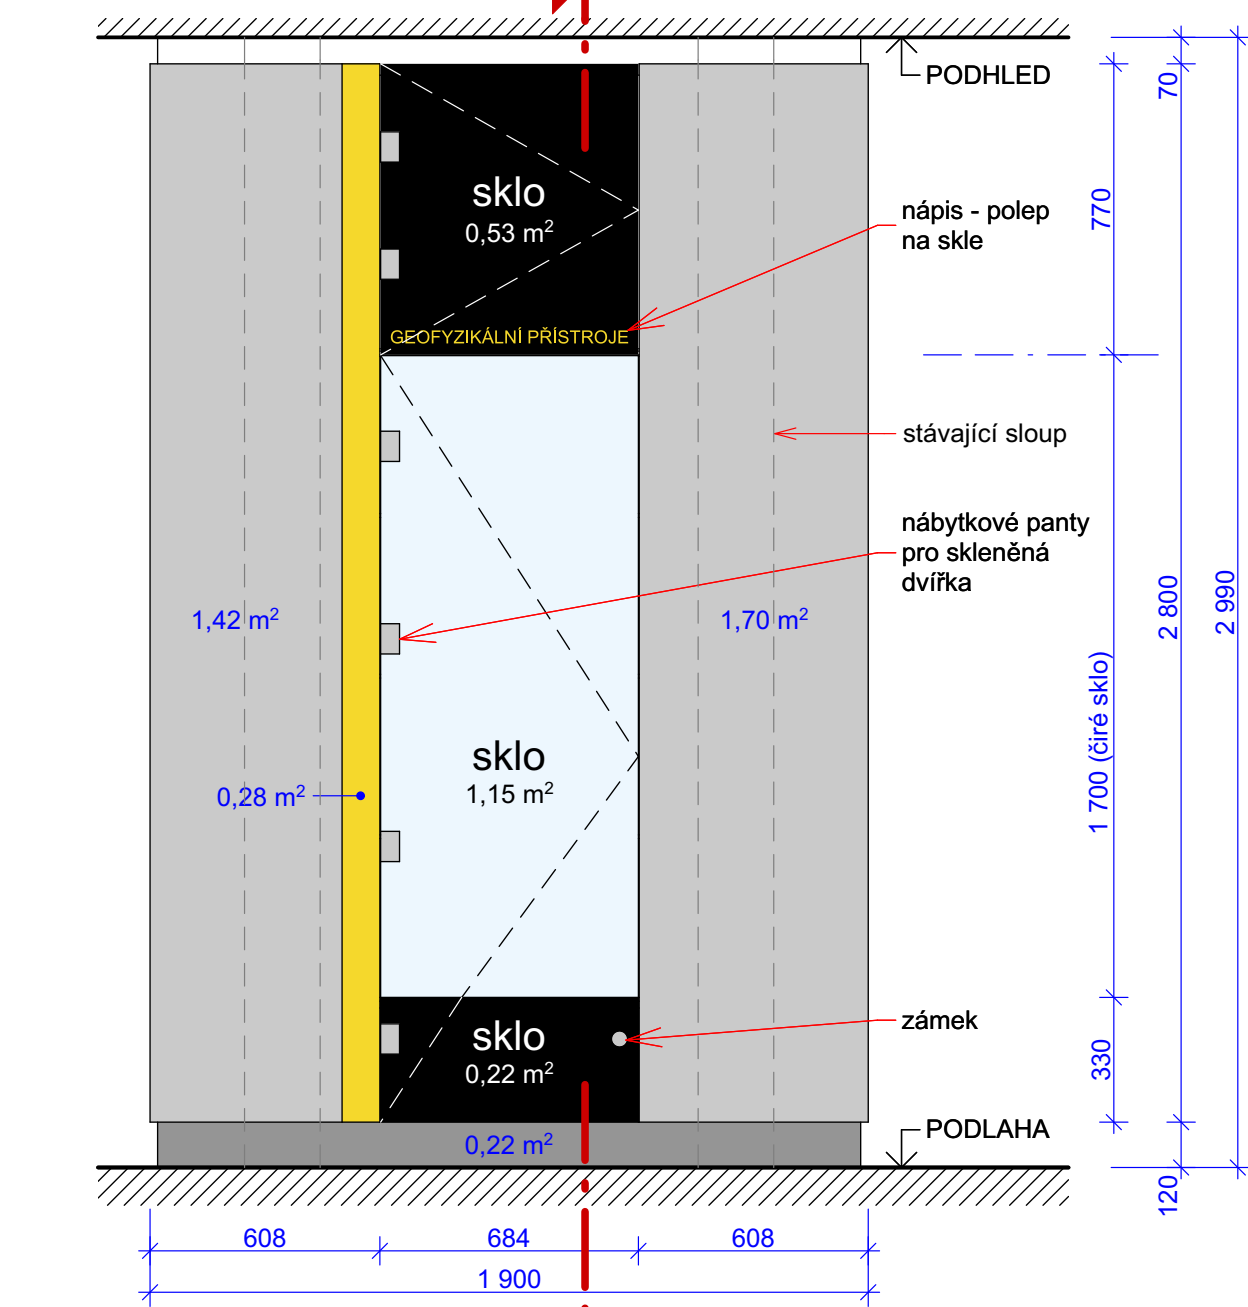 PODHLED
70
sklo
0,53 m²
770
nápis - polep
na skle
GEOFYZIKÁLNÍ PŘÍSTROJE
stávající sloup
nábytkové panty
pro skleněná
dvířka
1,42 m²
1,70 m²
2 800
2 990
1 700 (čiré sklo)
sklo
1,15 m²
0,28 m²
zámek
sklo
0,22 m²
330
PODLAHA
0,22 m²
120
608
684
608
1 900